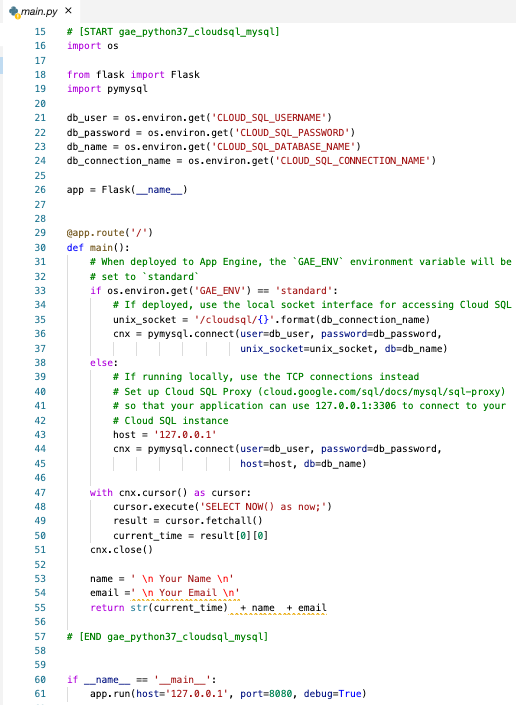 main.py ×
15 # [START gae_python37_cloudsql_mysql]
16 import os
17
18 from flask import Flask
19 import pymysql
20
21 db_user = os.environ.get('CLOUD_SQL_USERNAME')
22 db_password = os.environ.get('CLOUD_SQL_PASSWORD')
23 db_name = os.environ.get('CLOUD_SQL_DATABASE_NAME')
24 db_connection_name = os.environ.get('CLOUD_SQL_CONNECTION_NAME')
25
26 app = Flask(__name__)
27
28
29 @app.route('/')
30 def main():
31     # When deployed to App Engine, the `GAE_ENV` environment variable will be
32     # set to `standard`
33     if os.environ.get('GAE_ENV') == 'standard':
34         # If deployed, use the local socket interface for accessing Cloud SQL
35         unix_socket = '/cloudsql/{}'.format(db_connection_name)
36         cnx = pymysql.connect(user=db_user, password=db_password,
37                               unix_socket=unix_socket, db=db_name)
38     else:
39         # If running locally, use the TCP connections instead
40         # Set up Cloud SQL Proxy (cloud.google.com/sql/docs/mysql/sql-proxy)
41         # so that your application can use 127.0.0.1:3306 to connect to your
42         # Cloud SQL instance
43         host = '127.0.0.1'
44         cnx = pymysql.connect(user=db_user, password=db_password,
45                               host=host, db=db_name)
46
47     with cnx.cursor() as cursor:
48         cursor.execute('SELECT NOW() as now;')
49         result = cursor.fetchall()
50         current_time = result[0][0]
51     cnx.close()
52
53     name = ' \n Your Name \n'
54     email =' \n Your Email \n'
55     return str(current_time)  + name  + email
56
57 # [END gae_python37_cloudsql_mysql]
58
59
60 if __name__ == '__main__':
61     app.run(host='127.0.0.1', port=8080, debug=True)